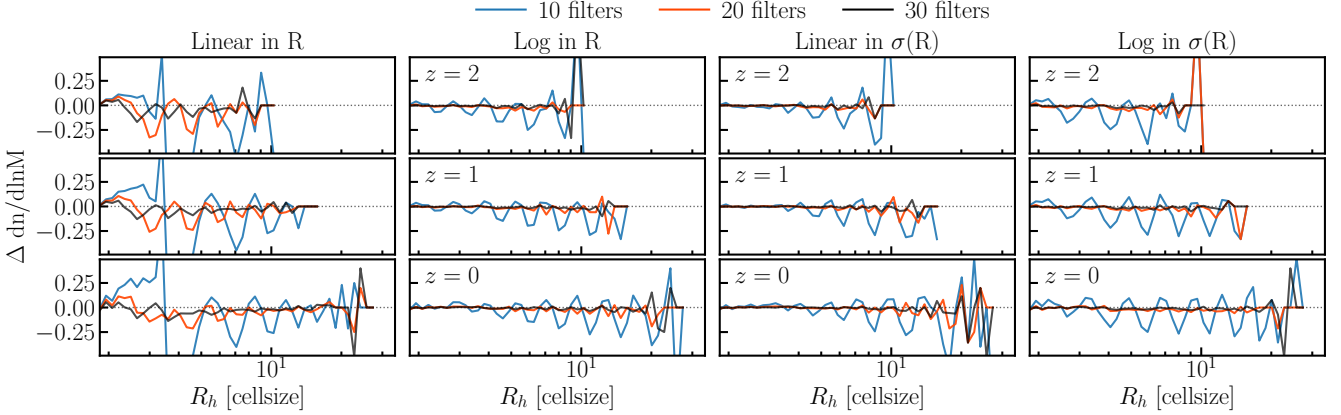 10 filters 20 filters 30 filters
Linear in R Log in R Linear in σ(R) Log in σ(R)
0.25 z = 2 z = 2 z = 2
0.00
−0.25
0.25 z = 1 z = 1 z = 1
0.00
−0.25
0.25 z = 0 z = 0 z = 0
0.00
−0.25
Δ dn/dlnM
10¹ 10¹ 10¹ 10¹
R_h [cellsize] R_h [cellsize] R_h [cellsize] R_h [cellsize]